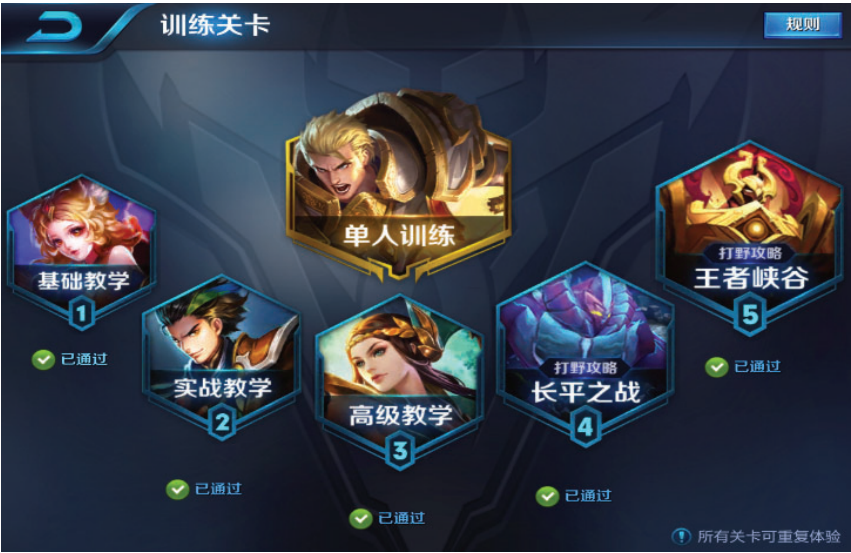 训练关卡
规则
单人训练
基础教学
1
已通过
实战教学
2
已通过
高级教学
3
已通过
打野攻略
长平之战
4
已通过
打野攻略
王者峡谷
5
已通过
所有关卡可重复体验